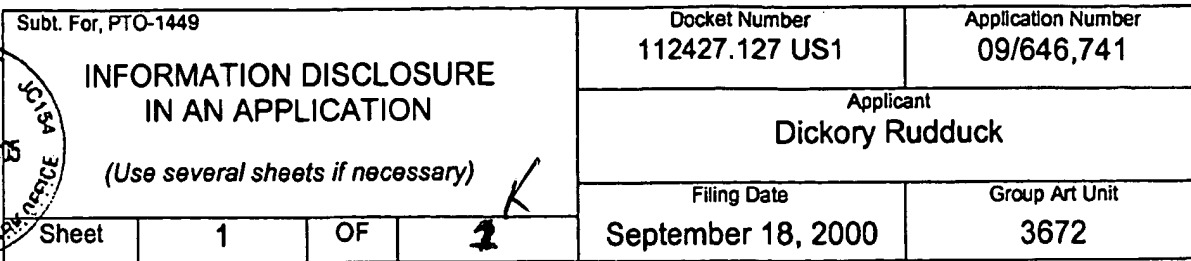 Subt. For, PTO-1449
INFORMATION DISCLOSURE
IN AN APPLICATION
(Use several sheets if necessary)
Sheet 1 OF
Docket Number
112427.127 US1
Application Number
09/646,741
Applicant
Dickory Rudduck
Filing Date
September 18, 2000
Group Art Unit
3672
JC154